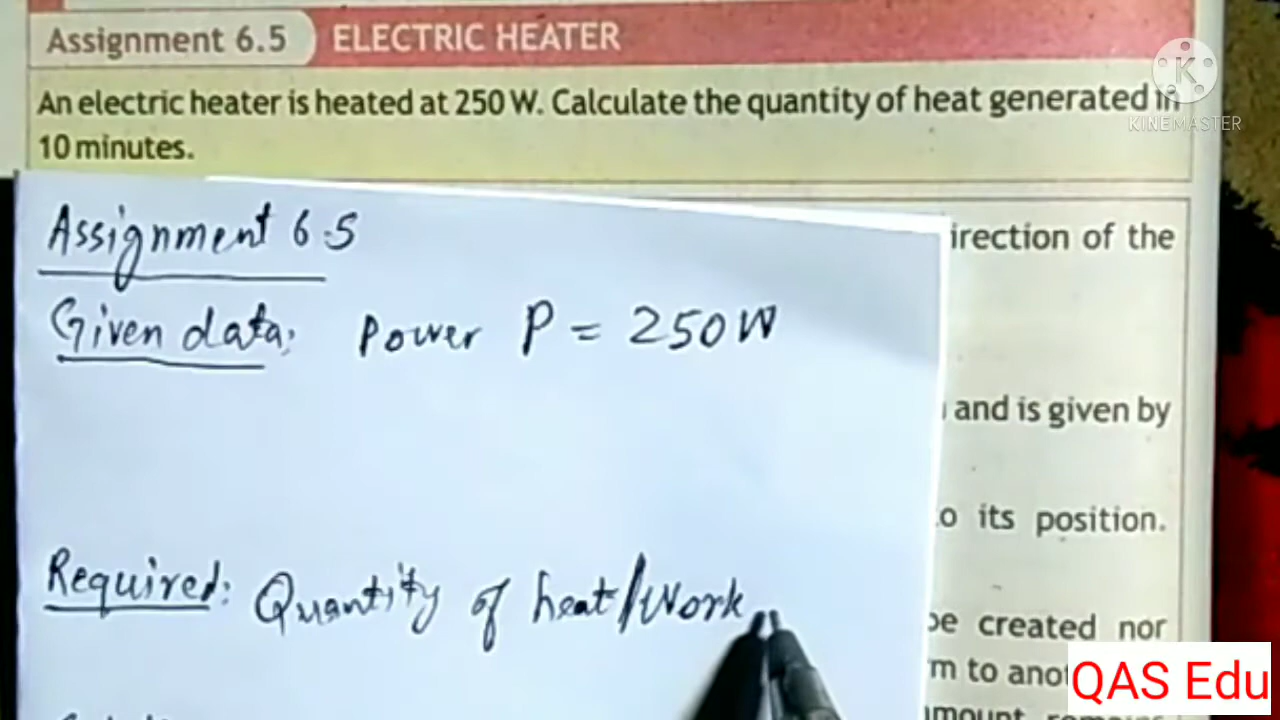 Assignment 6.5 ELECTRIC HEATER
An electric heater is heated at 250 W. Calculate the quantity of heat generated in
10 minutes.
K
KINEMASTER
Assignment 6.5
irection of the
Given data: Power P = 250W
and is given by
o its position.
Required: Quantity of heat/Work
be created nor
m to ano
QAS Edu